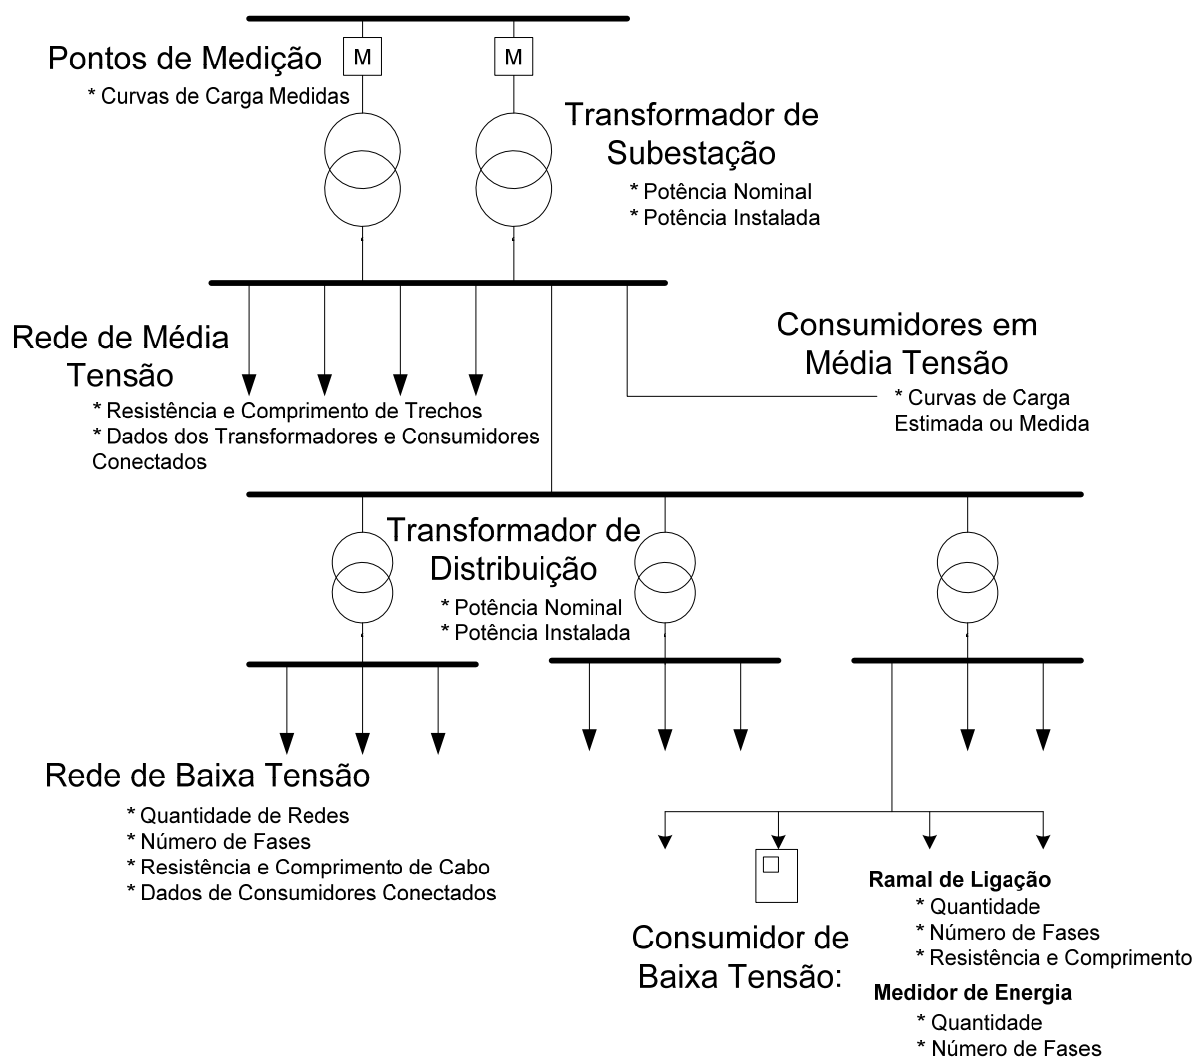 Pontos de Medição
M
M
* Curvas de Carga Medidas
Transformador de
Subestação
* Potência Nominal
* Potência Instalada
Rede de Média
Tensão
* Resistência e Comprimento de Trechos
* Dados dos Transformadores e Consumidores
Conectados
Consumidores em
Média Tensão
* Curvas de Carga
Estimada ou Medida
Transformador de
Distribuição
* Potência Nominal
* Potência Instalada
Rede de Baixa Tensão
* Quantidade de Redes
* Número de Fases
* Resistência e Comprimento de Cabo
* Dados de Consumidores Conectados
Consumidor de
Baixa Tensão:
Ramal de Ligação
* Quantidade
* Número de Fases
* Resistência e Comprimento
Medidor de Energia
* Quantidade
* Número de Fases